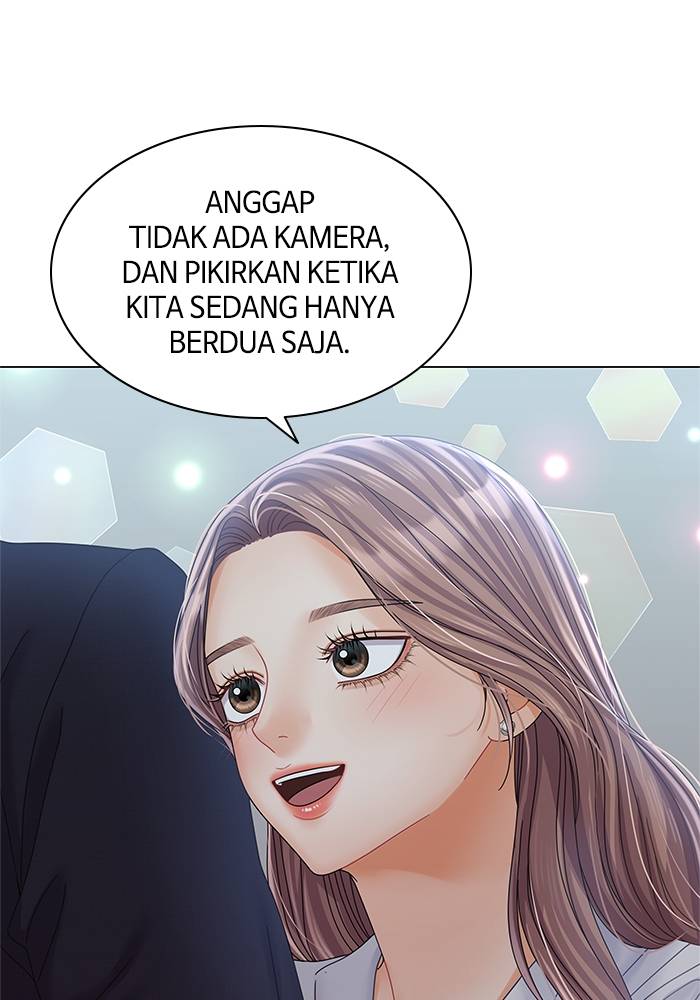 ANGGAP
TIDAK ADA KAMERA,
DAN PIKIRKAN KETIKA
KITA SEDANG HANYA
BERDUA SAJA.